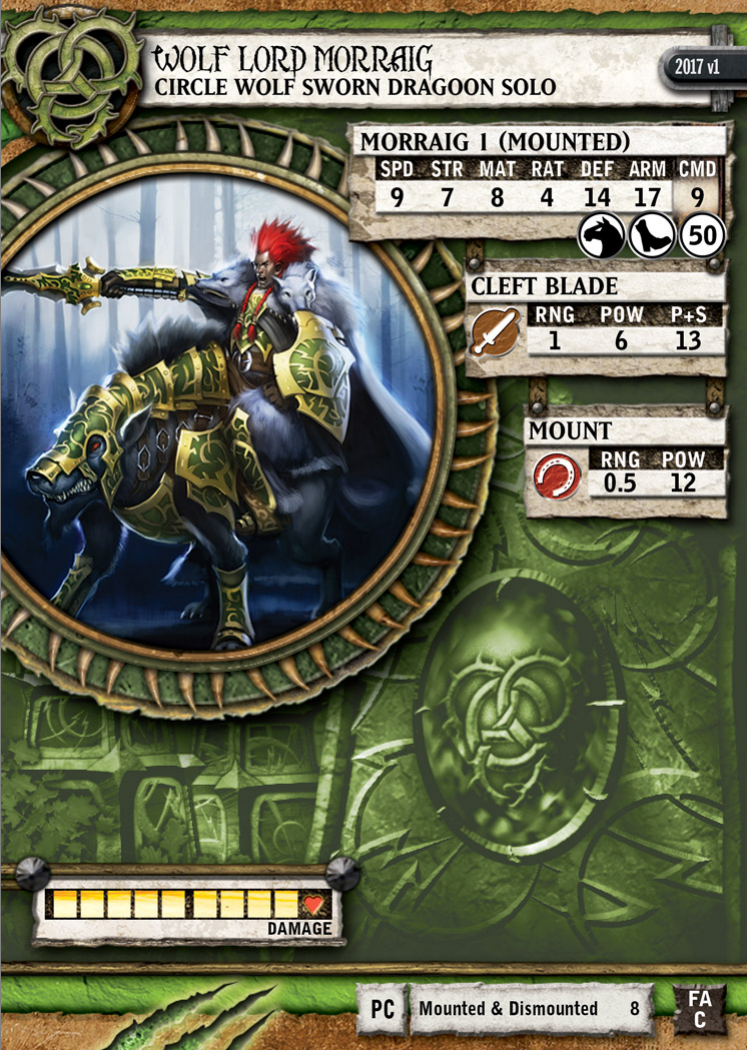 WOLF LORD MORRAIG
CIRCLE WOLF SWORN DRAGOON SOLO
2017 v1
MORRAIG 1 (MOUNTED)
SPD STR MAT RAT DEF ARM CMD
9 7 8 4 14 17 9
50
CLEFT BLADE
RNG POW P+S
1 6 13
MOUNT
RNG POW
0.5 12
DAMAGE
PC Mounted & Dismounted 8 FA
C